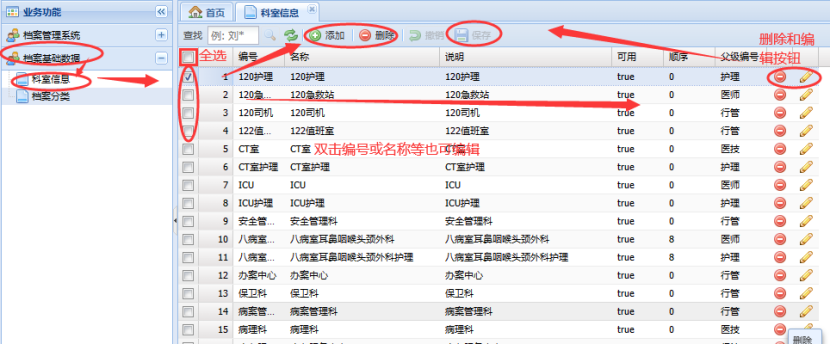 业务功能
档案管理系统
档案基础数据
科室信息
档案分类
首页 科室信息
查找 例: 刘* 添加 删除 撤销 保存
删除和编辑按钮
全选 编号 名称 说明 可用 顺序 父级编号
1 120护理 120护理 120护理 true 0 护理
2 120急... 120急救站 120急救站 true 0 医师
3 120司机 120司机 120司机 true 0 行管
4 122值... 122值班室 122值班室 true 0 行管
双击编号或名称等也可编辑
5 CT室 CT室 CT室 true 0 医技
6 CT室护理 CT室护理 CT室护理 true 0 护理
7 ICU ICU ICU true 0 医师
8 ICU护理 ICU护理 ICU护理 true 0 护理
9 安全管... 安全管理科 安全管理科 true 0 行管
10 八病室... 八病室耳鼻咽喉头颈外科 八病室耳鼻咽喉头颈外科 true 8 医师
11 八病室... 八病室耳鼻咽喉头颈外科护理 八病室耳鼻咽喉头颈外科护理 true 8 护理
12 办案中心 办案中心 办案中心 true 0 行管
13 保卫科 保卫科 保卫科 true 0 行管
14 病案管... 病案管理科 病案管理科 true 0 行管
15 病理科 病理科 病理科 true 0 医技
删除